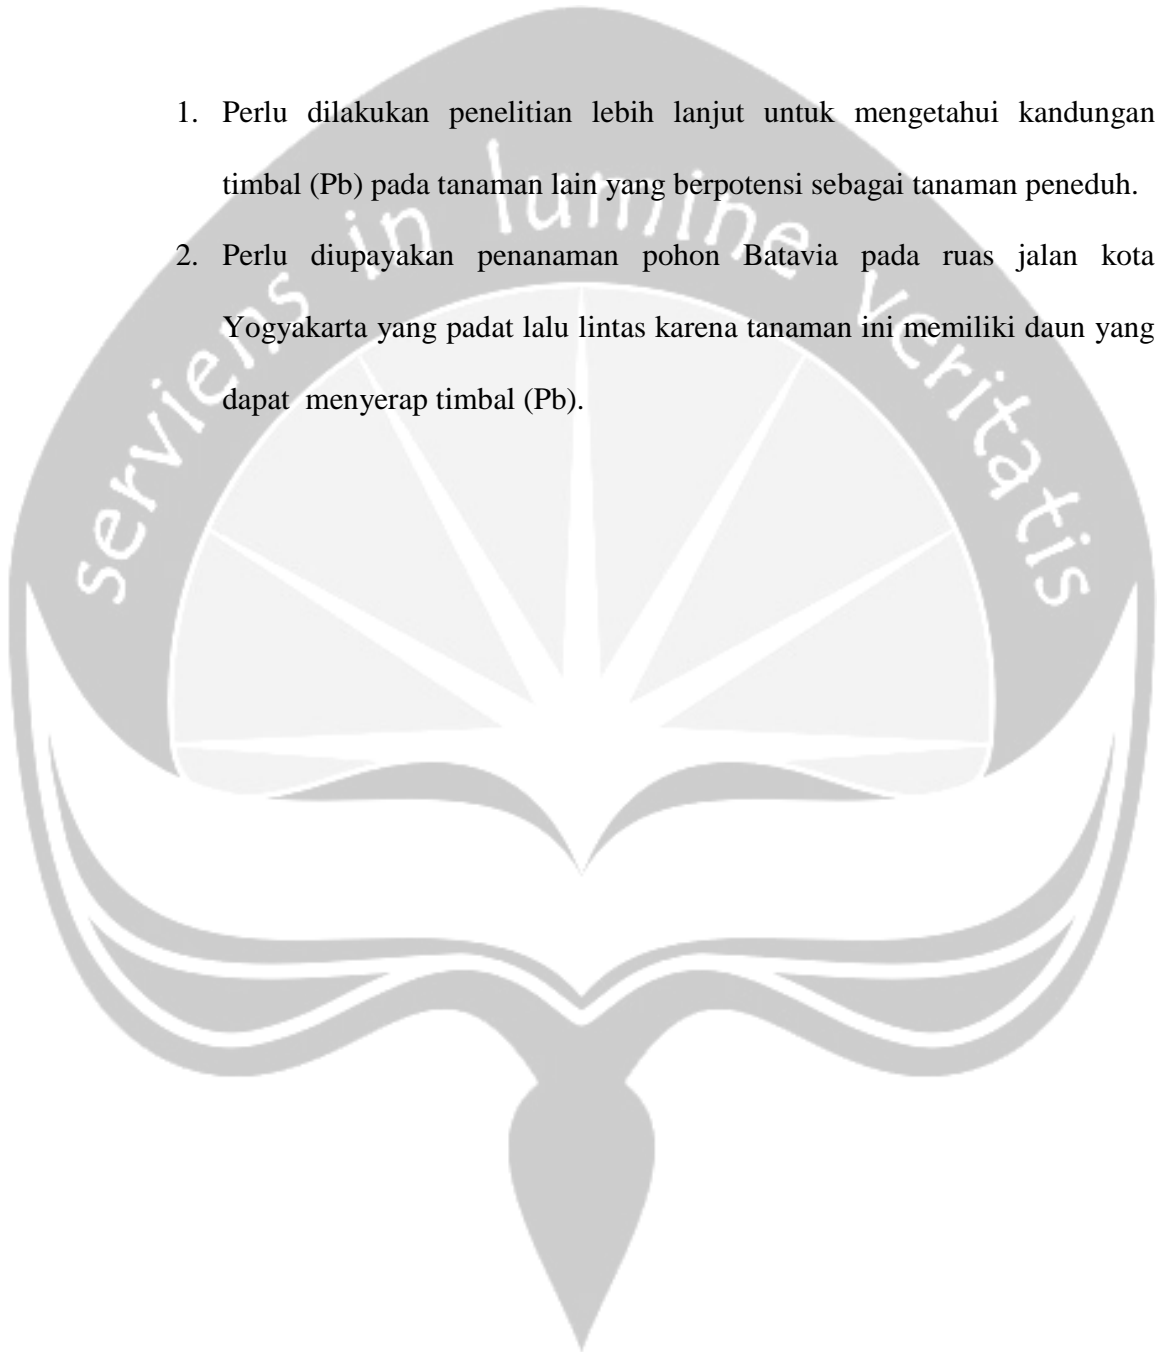 1. Perlu dilakukan penelitian lebih lanjut untuk mengetahui kandungan
timbal (Pb) pada tanaman lain yang berpotensi sebagai tanaman peneduh.
2. Perlu diupayakan penanaman pohon Batavia pada ruas jalan kota
Yogyakarta yang padat lalu lintas karena tanaman ini memiliki daun yang
dapat menyerap timbal (Pb).
serviens in lumine veritatis